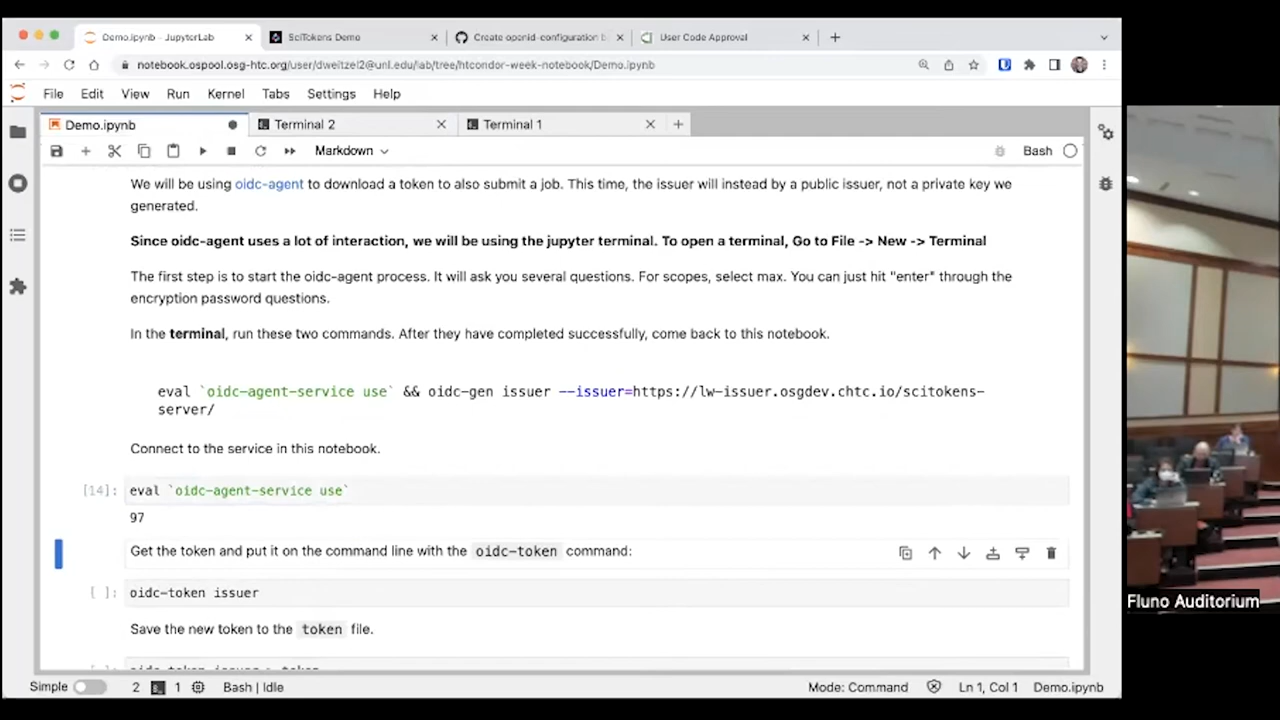 Demo.ipynb - JupyterLab
SciTokens Demo
Create openid-configuration b
User Code Approval
notebook.ospool.osg-htc.org/user/dweitzel2@unl.edu/lab/tree/htcondor-week-notebook/Demo.ipynb
File Edit View Run Kernel Tabs Settings Help
Demo.ipynb
Terminal 2
Terminal 1
Markdown
Bash
We will be using oidc-agent to download a token to also submit a job. This time, the issuer will instead by a public issuer, not a private key we
generated.
Since oidc-agent uses a lot of interaction, we will be using the jupyter terminal. To open a terminal, Go to File -> New -> Terminal
The first step is to start the oidc-agent process. It will ask you several questions. For scopes, select max. You can just hit "enter" through the
encryption password questions.
In the terminal, run these two commands. After they have completed successfully, come back to this notebook.
eval `oidc-agent-service use` && oidc-gen issuer --issuer=https://lw-issuer.osgdev.chtc.io/scitokens-
server/
Connect to the service in this notebook.
[14]: eval `oidc-agent-service use`
97
Get the token and put it on the command line with the oidc-token command:
[ ]: oidc-token issuer
Save the new token to the token file.
[ ]: oidc-token issuer > token
Simple 2 1 Bash | Idle Mode: Command Ln 1, Col 1 Demo.ipynb
Fluno Auditorium